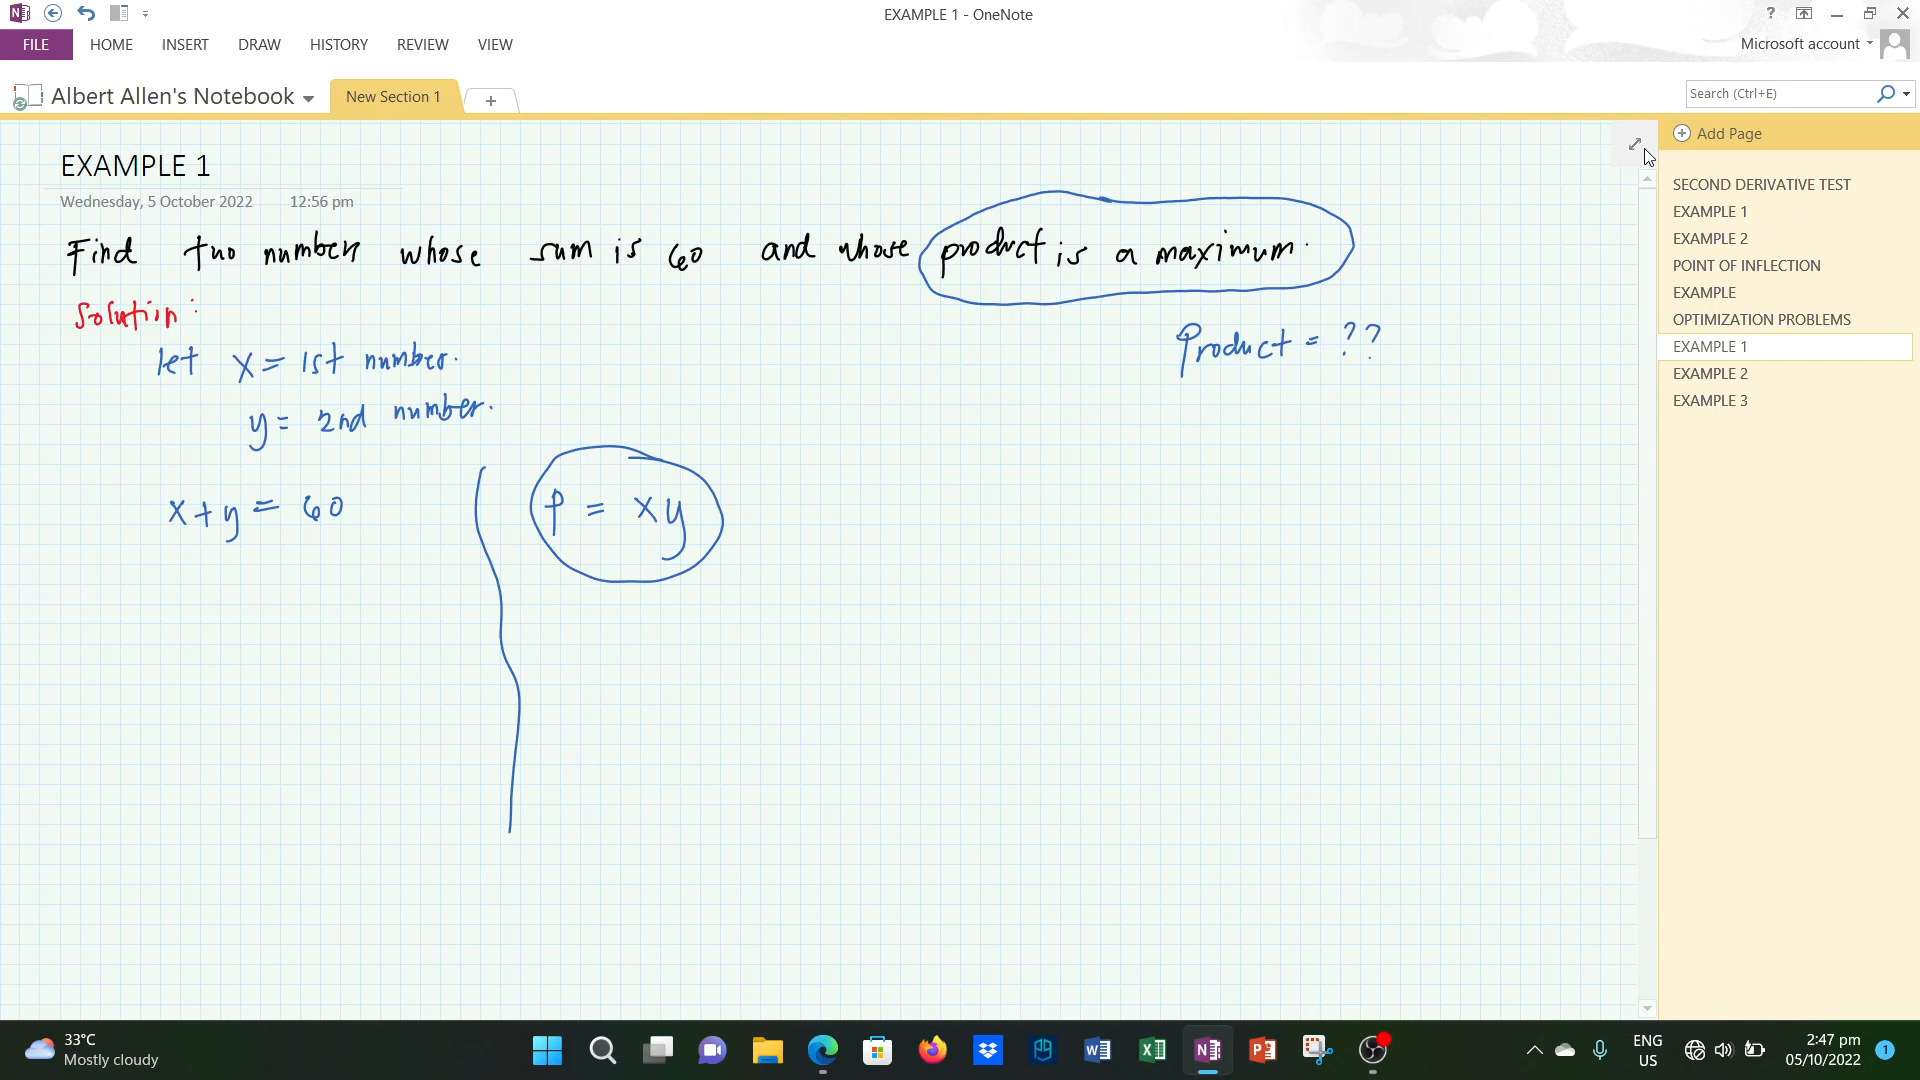 EXAMPLE 1 - OneNote
?
FILE HOME INSERT DRAW HISTORY REVIEW VIEW
Microsoft account
Albert Allen's Notebook
New Section 1
+
Search (Ctrl+E)
Add Page
SECOND DERIVATIVE TEST
EXAMPLE 1
EXAMPLE 2
POINT OF INFLECTION
EXAMPLE
OPTIMIZATION PROBLEMS
EXAMPLE 1
EXAMPLE 2
EXAMPLE 3
EXAMPLE 1
Wednesday, 5 October 2022 12:56 pm
Find two number whose sum is 60 and whose product is a maximum.
Solution:
Product = ??
let x = 1st number.
y = 2nd number.
x + y = 60
P = xy
33°C
Mostly cloudy
ENG
US
2:47 pm
05/10/2022
1